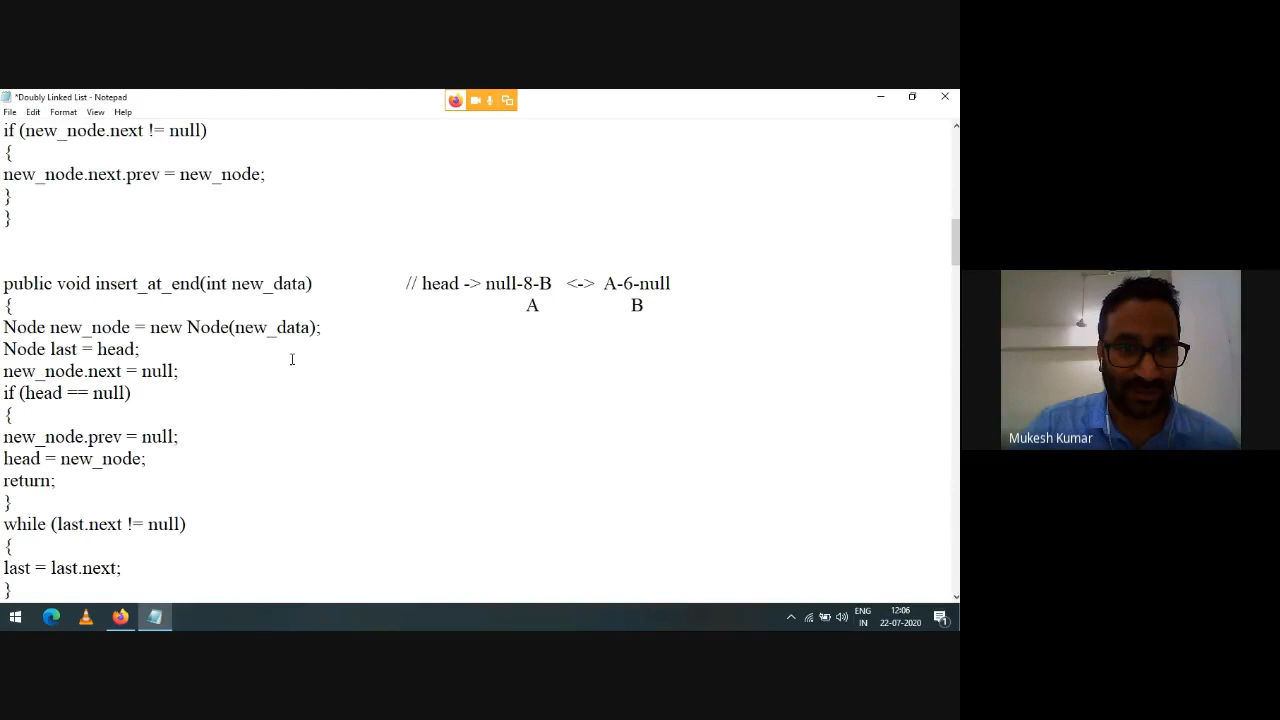 *Doubly Linked List - Notepad
File Edit Format View Help
if (new_node.next != null)
{
new_node.next.prev = new_node;
}
}
public void insert_at_end(int new_data) // head -> null-8-B <-> A-6-null
{ A B
Node new_node = new Node(new_data);
Node last = head;
new_node.next = null;
if (head == null)
{
new_node.prev = null;
head = new_node;
return;
}
while (last.next != null)
{
last = last.next;
}
Mukesh Kumar
ENG 12:06
IN 22-07-2020 1